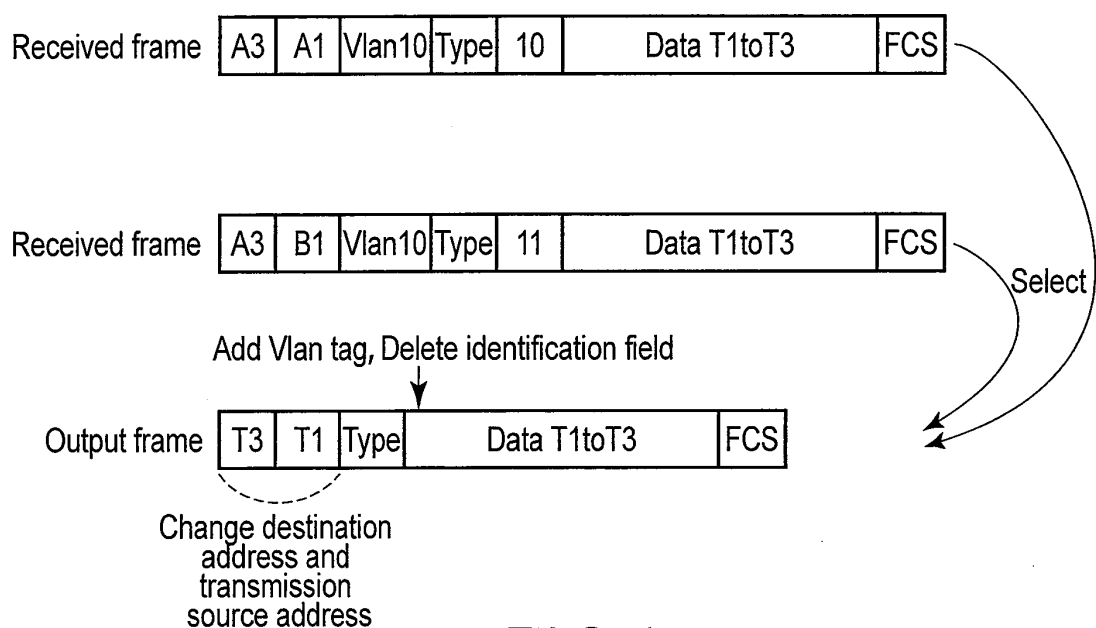 Received frame A3 A1 Vlan10 Type 10 Data T1toT3 FCS
Received frame A3 B1 Vlan10 Type 11 Data T1toT3 FCS
Select
Add Vlan tag, Delete identification field
Output frame T3 T1 Type Data T1toT3 FCS
Change destination
address and
transmission
source address